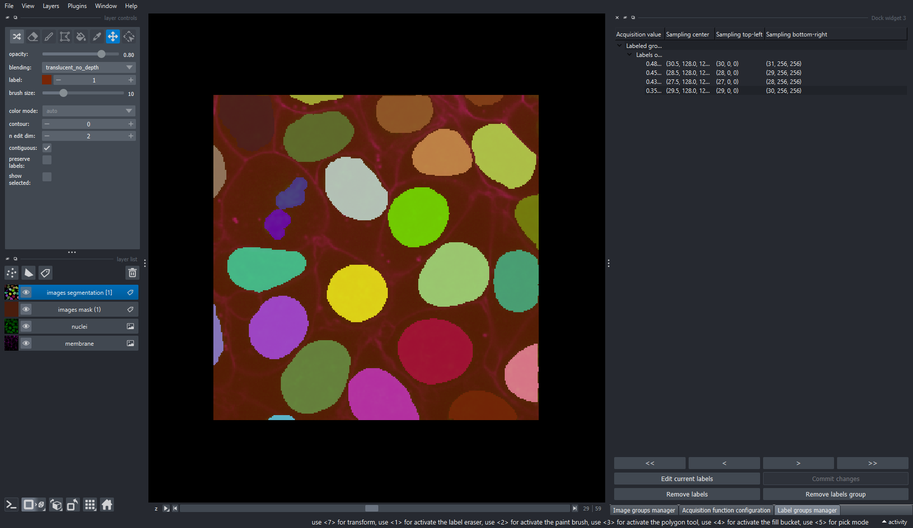 File View Layers Plugins Window Help
layer controls
opacity: 0.80
blending: translucent_no_depth
label: 1
brush size: 10
color mode: auto
contour: 0
n edit dim: 2
contiguous:
preserve
labels:
show
selected:
layer list
images segmentation [1]
images mask (1)
nuclei
membrane
z 29 59
Dock widget 5
Acquisition value Sampling center Sampling top-left Sampling bottom-right
Labeled gro...
Labels o...
0.48... (30.5, 128.0, 12... (30, 0, 0) (31, 256, 256)
0.45... (28.5, 128.0, 12... (28, 0, 0) (29, 256, 256)
0.43... (27.5, 128.0, 12... (27, 0, 0) (28, 256, 256)
0.35... (29.5, 128.0, 12... (29, 0, 0) (30, 256, 256)
<< < > >>
Edit current labels Commit changes
Remove labels Remove labels group
Image groups manager Acquisition function configuration Label groups manager
use <7> for transform, use <1> for activate the label eraser, use <2> for activate the paint brush, use <3> for activate the polygon tool, use <4> for activate the fill bucket, use <5> for pick mode activity